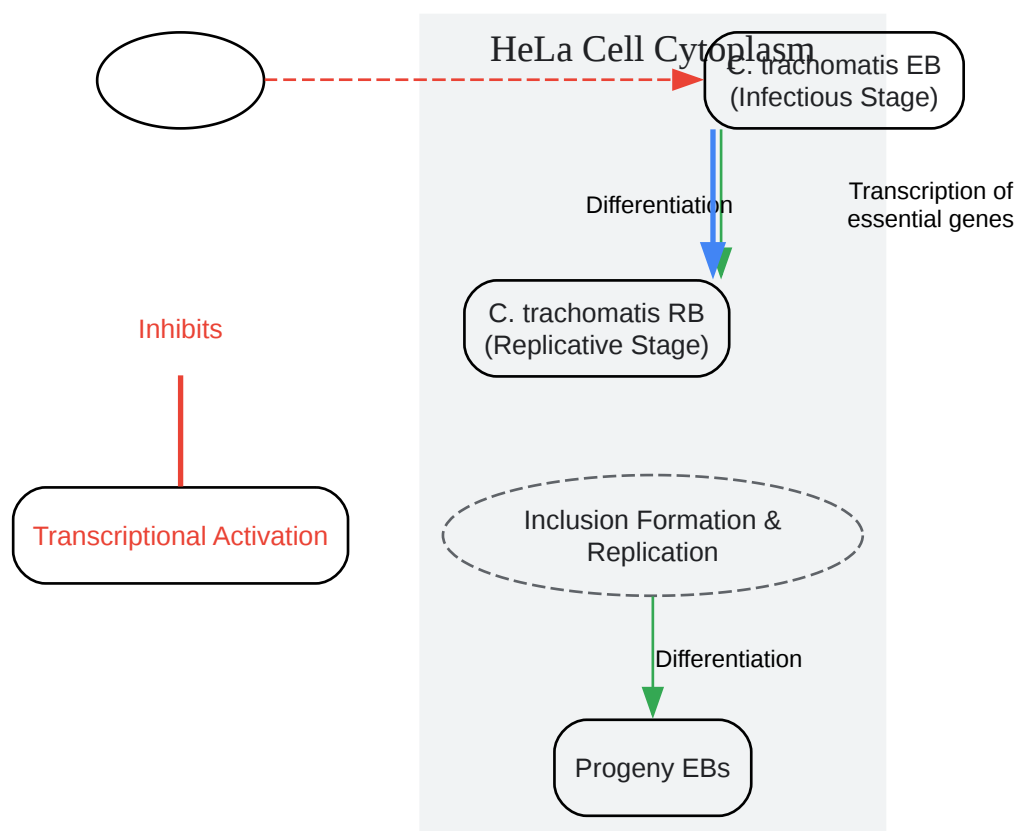 HeLa Cell Cytoplasm
C. trachomatis EB
(Infectious Stage)
Differentiation
Transcription of
essential genes
C. trachomatis RB
(Replicative Stage)
Inhibits
Transcriptional Activation
Inclusion Formation &
Replication
Differentiation
Progeny EBs